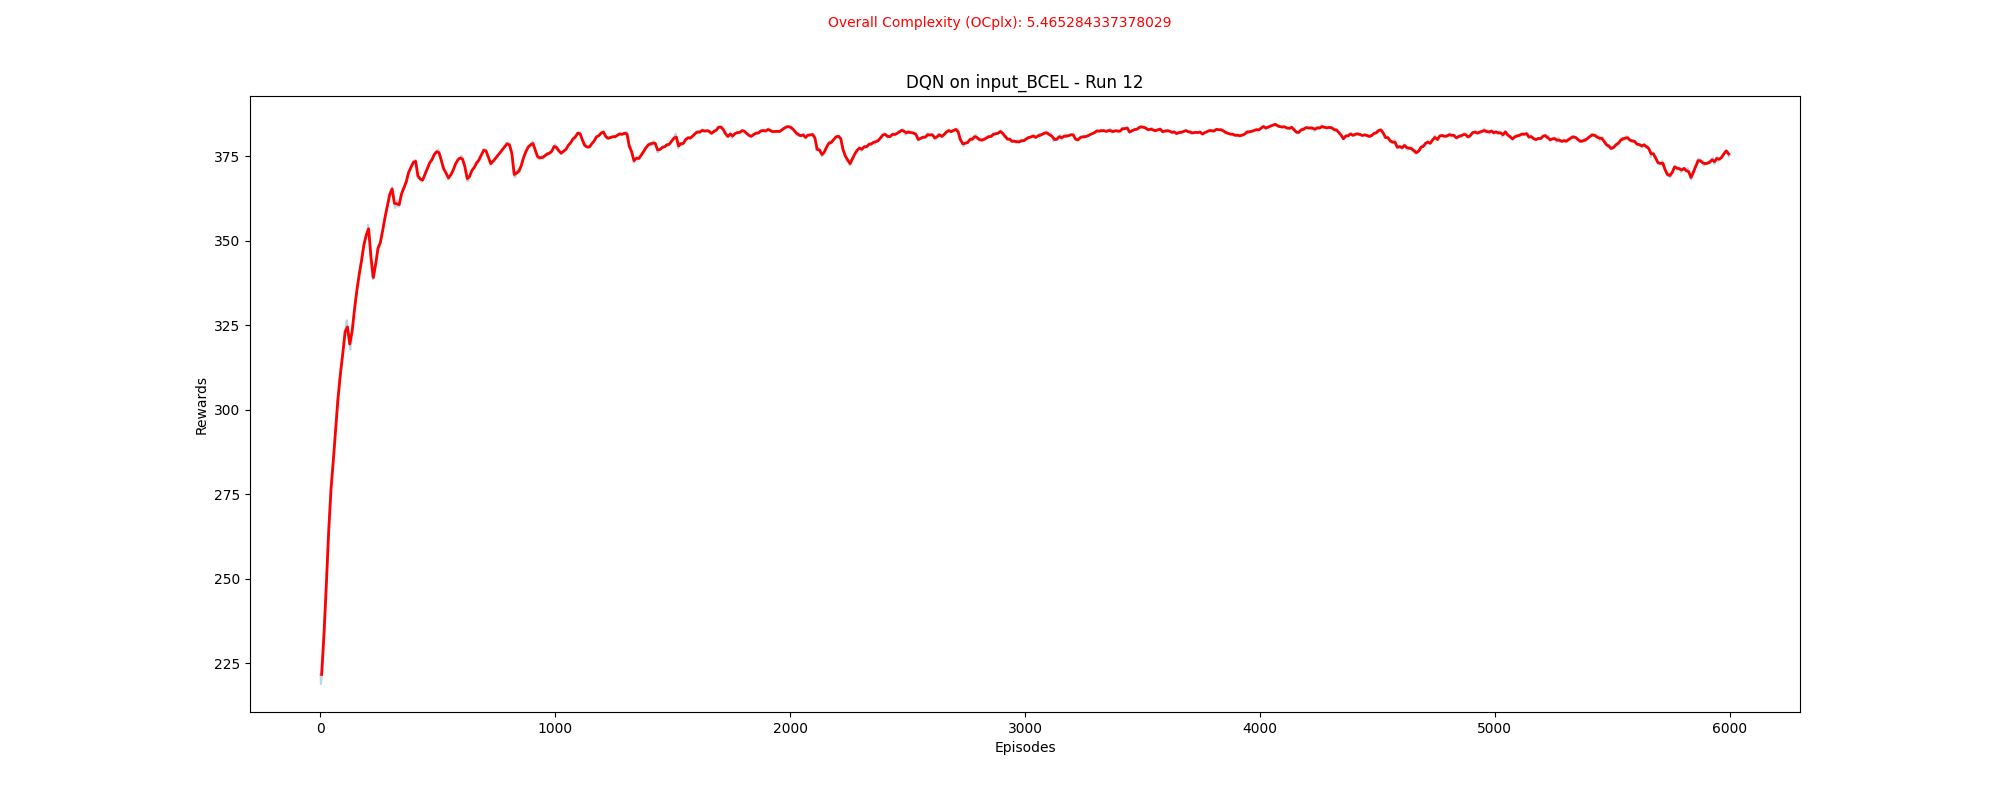 Overall Complexity (OCplx): 5.465284337378029
DQN on input_BCEL - Run 12
Rewards
375
350
325
300
275
250
225
0 1000 2000 3000 4000 5000 6000
Episodes